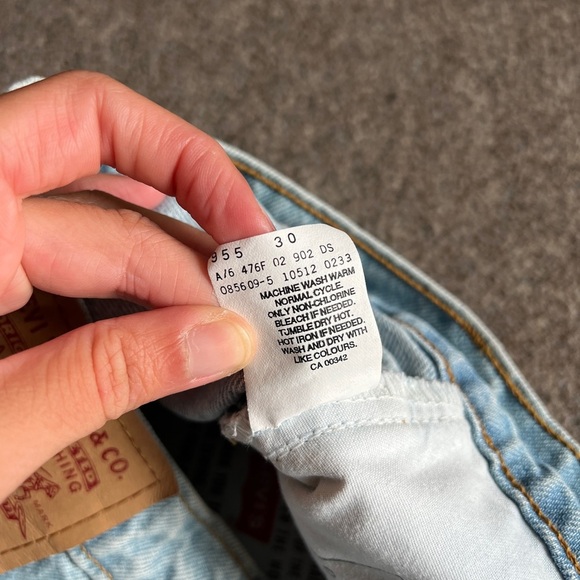 955 30
A/6 476F 02 902 DS
085609-5 10512 0233
MACHINE WASH WARM
NORMAL CYCLE.
ONLY NON-CHLORINE
BLEACH IF NEEDED.
TUMBLE DRY HOT.
HOT IRON IF NEEDED.
WASH AND DRY WITH
LIKE COLOURS.
CA 00342
& CO.
MARK